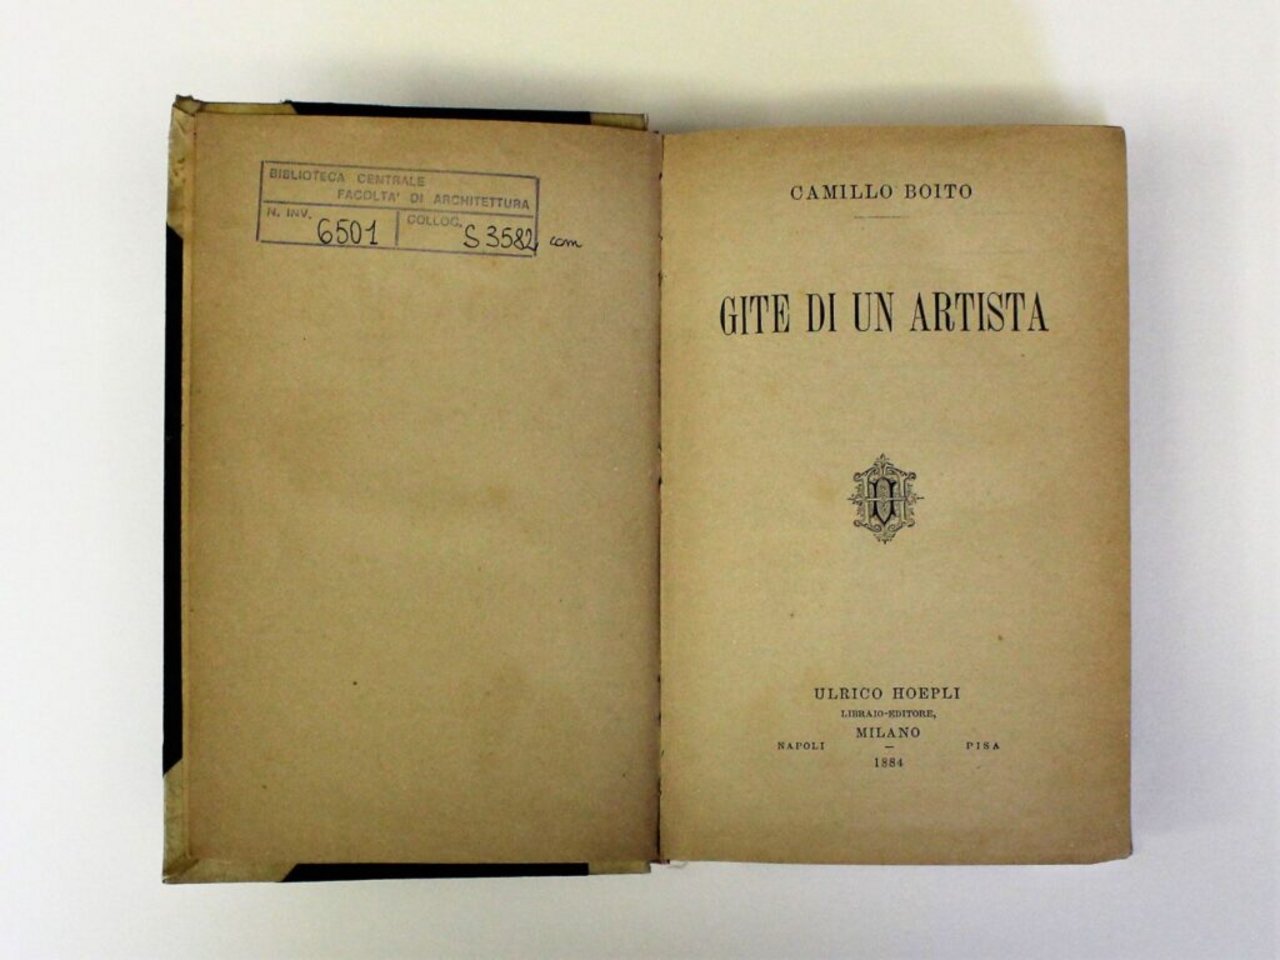 BIBLIOTECA CENTRALE
FACOLTA' DI ARCHITETTURA
N. INV. 6501 COLLOC. S 3582 com
CAMILLO BOITO
GITE DI UN ARTISTA
ULRICO HOEPLI
LIBRAIO-EDITORE,
MILANO
NAPOLI — PISA
1884